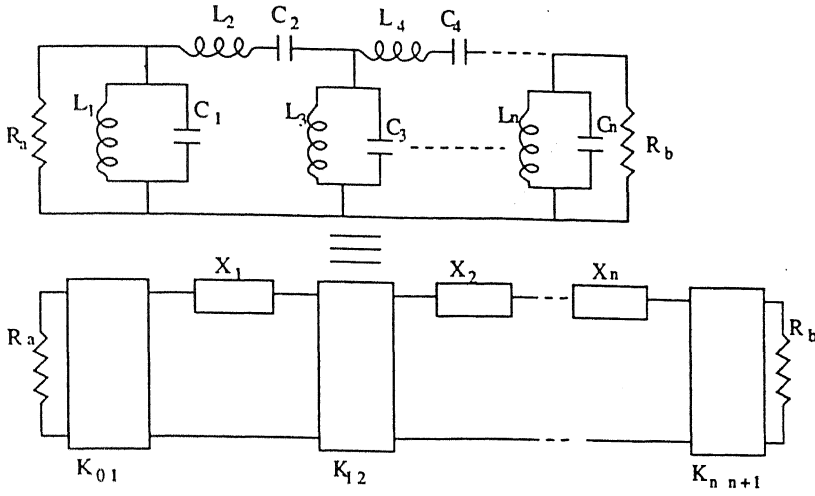 L2 C2 L4 C4
Ra L1 C1 L3 C3 Ln Cn Rb
X1 X2 Xn
Ra Rb
K01 K12 Kn n+1